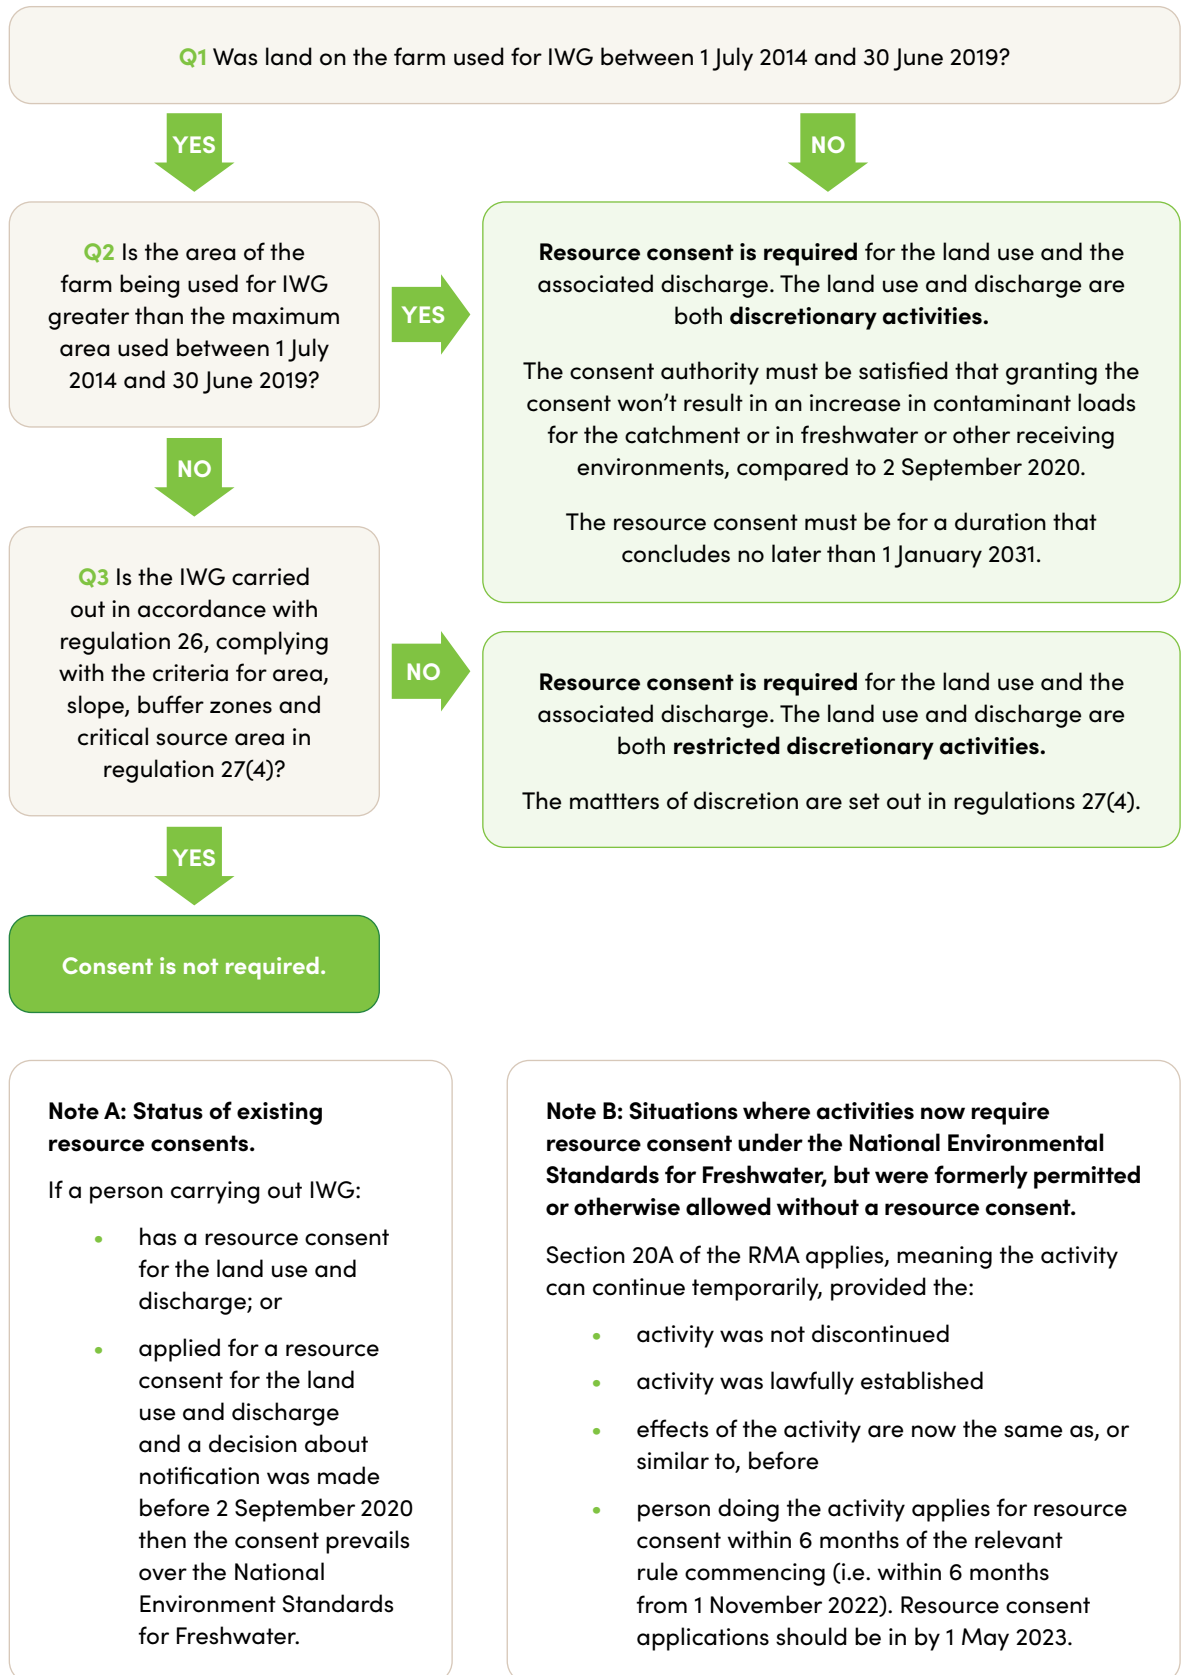 Q1 Was land on the farm used for IWG between 1 July 2014 and 30 June 2019?
YES
NO
Q2 Is the area of the
farm being used for IWG
greater than the maximum
area used between 1 July
2014 and 30 June 2019?
YES
Resource consent is required for the land use and the
associated discharge. The land use and discharge are
both discretionary activities.
The consent authority must be satisfied that granting the
consent won't result in an increase in contaminant loads
for the catchment or in freshwater or other receiving
environments, compared to 2 September 2020.
The resource consent must be for a duration that
concludes no later than 1 January 2031.
NO
Q3 Is the IWG carried
out in accordance with
regulation 26, complying
with the criteria for area,
slope, buffer zones and
critical source area in
regulation 27(4)?
NO
Resource consent is required for the land use and the
associated discharge. The land use and discharge are
both restricted discretionary activities.
The mattters of discretion are set out in regulations 27(4).
YES
Consent is not required.
Note A: Status of existing
resource consents.
If a person carrying out IWG:
• has a resource consent
for the land use and
discharge; or
• applied for a resource
consent for the land
use and discharge
and a decision about
notification was made
before 2 September 2020
then the consent prevails
over the National
Environment Standards
for Freshwater.
Note B: Situations where activities now require
resource consent under the National Environmental
Standards for Freshwater, but were formerly permitted
or otherwise allowed without a resource consent.
Section 20A of the RMA applies, meaning the activity
can continue temporarily, provided the:
• activity was not discontinued
• activity was lawfully established
• effects of the activity are now the same as, or
similar to, before
• person doing the activity applies for resource
consent within 6 months of the relevant
rule commencing (i.e. within 6 months
from 1 November 2022). Resource consent
applications should be in by 1 May 2023.